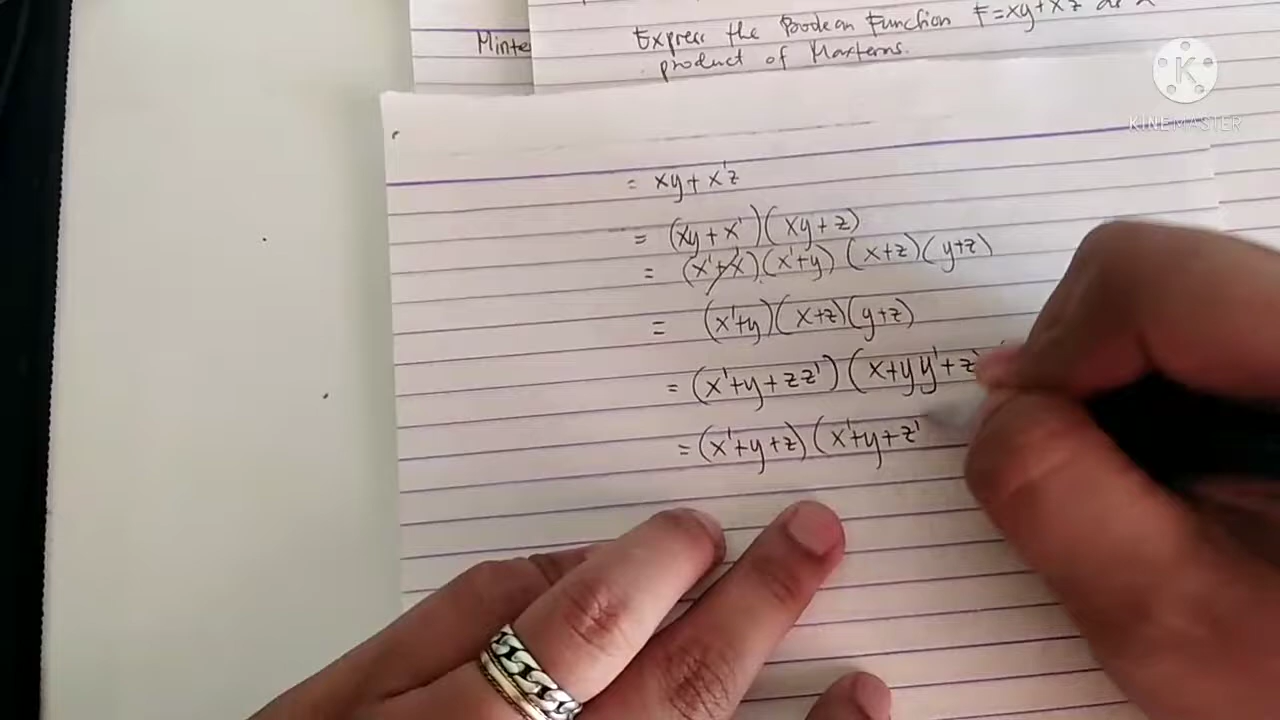 Express the Boolean Function F=xy+x'z as a
Minte
product of Maxterms.
KINEMASTER
= xy+x'z
= (xy+x')(xy+z)
= (x'+x)(x'+y)(x+z)(y+z)
= (x'+y)(x+z)(y+z)
= (x'+y+zz')(x+yy'+z)
= (x'+y+z)(x'+y+z'